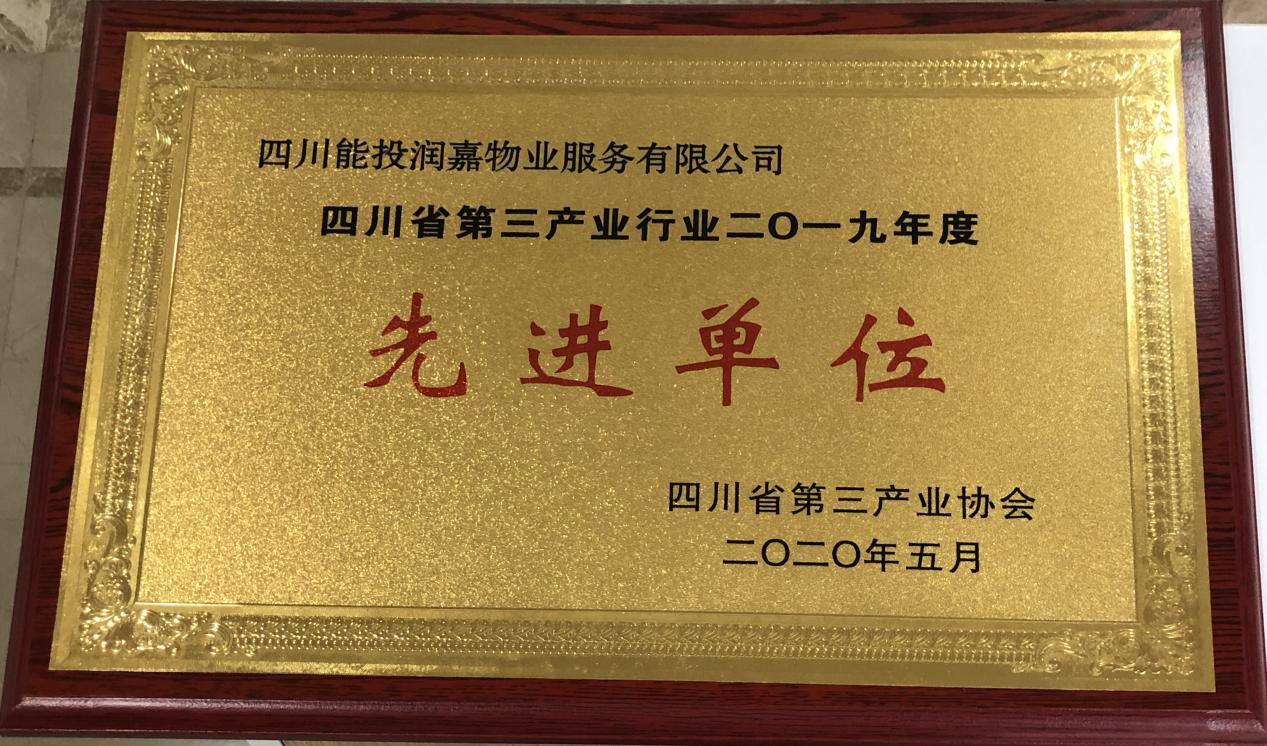 四川能投润嘉物业服务有限公司
四川省第三产业行业二〇一九年度
先进单位
四川省第三产业协会
二〇二〇年五月